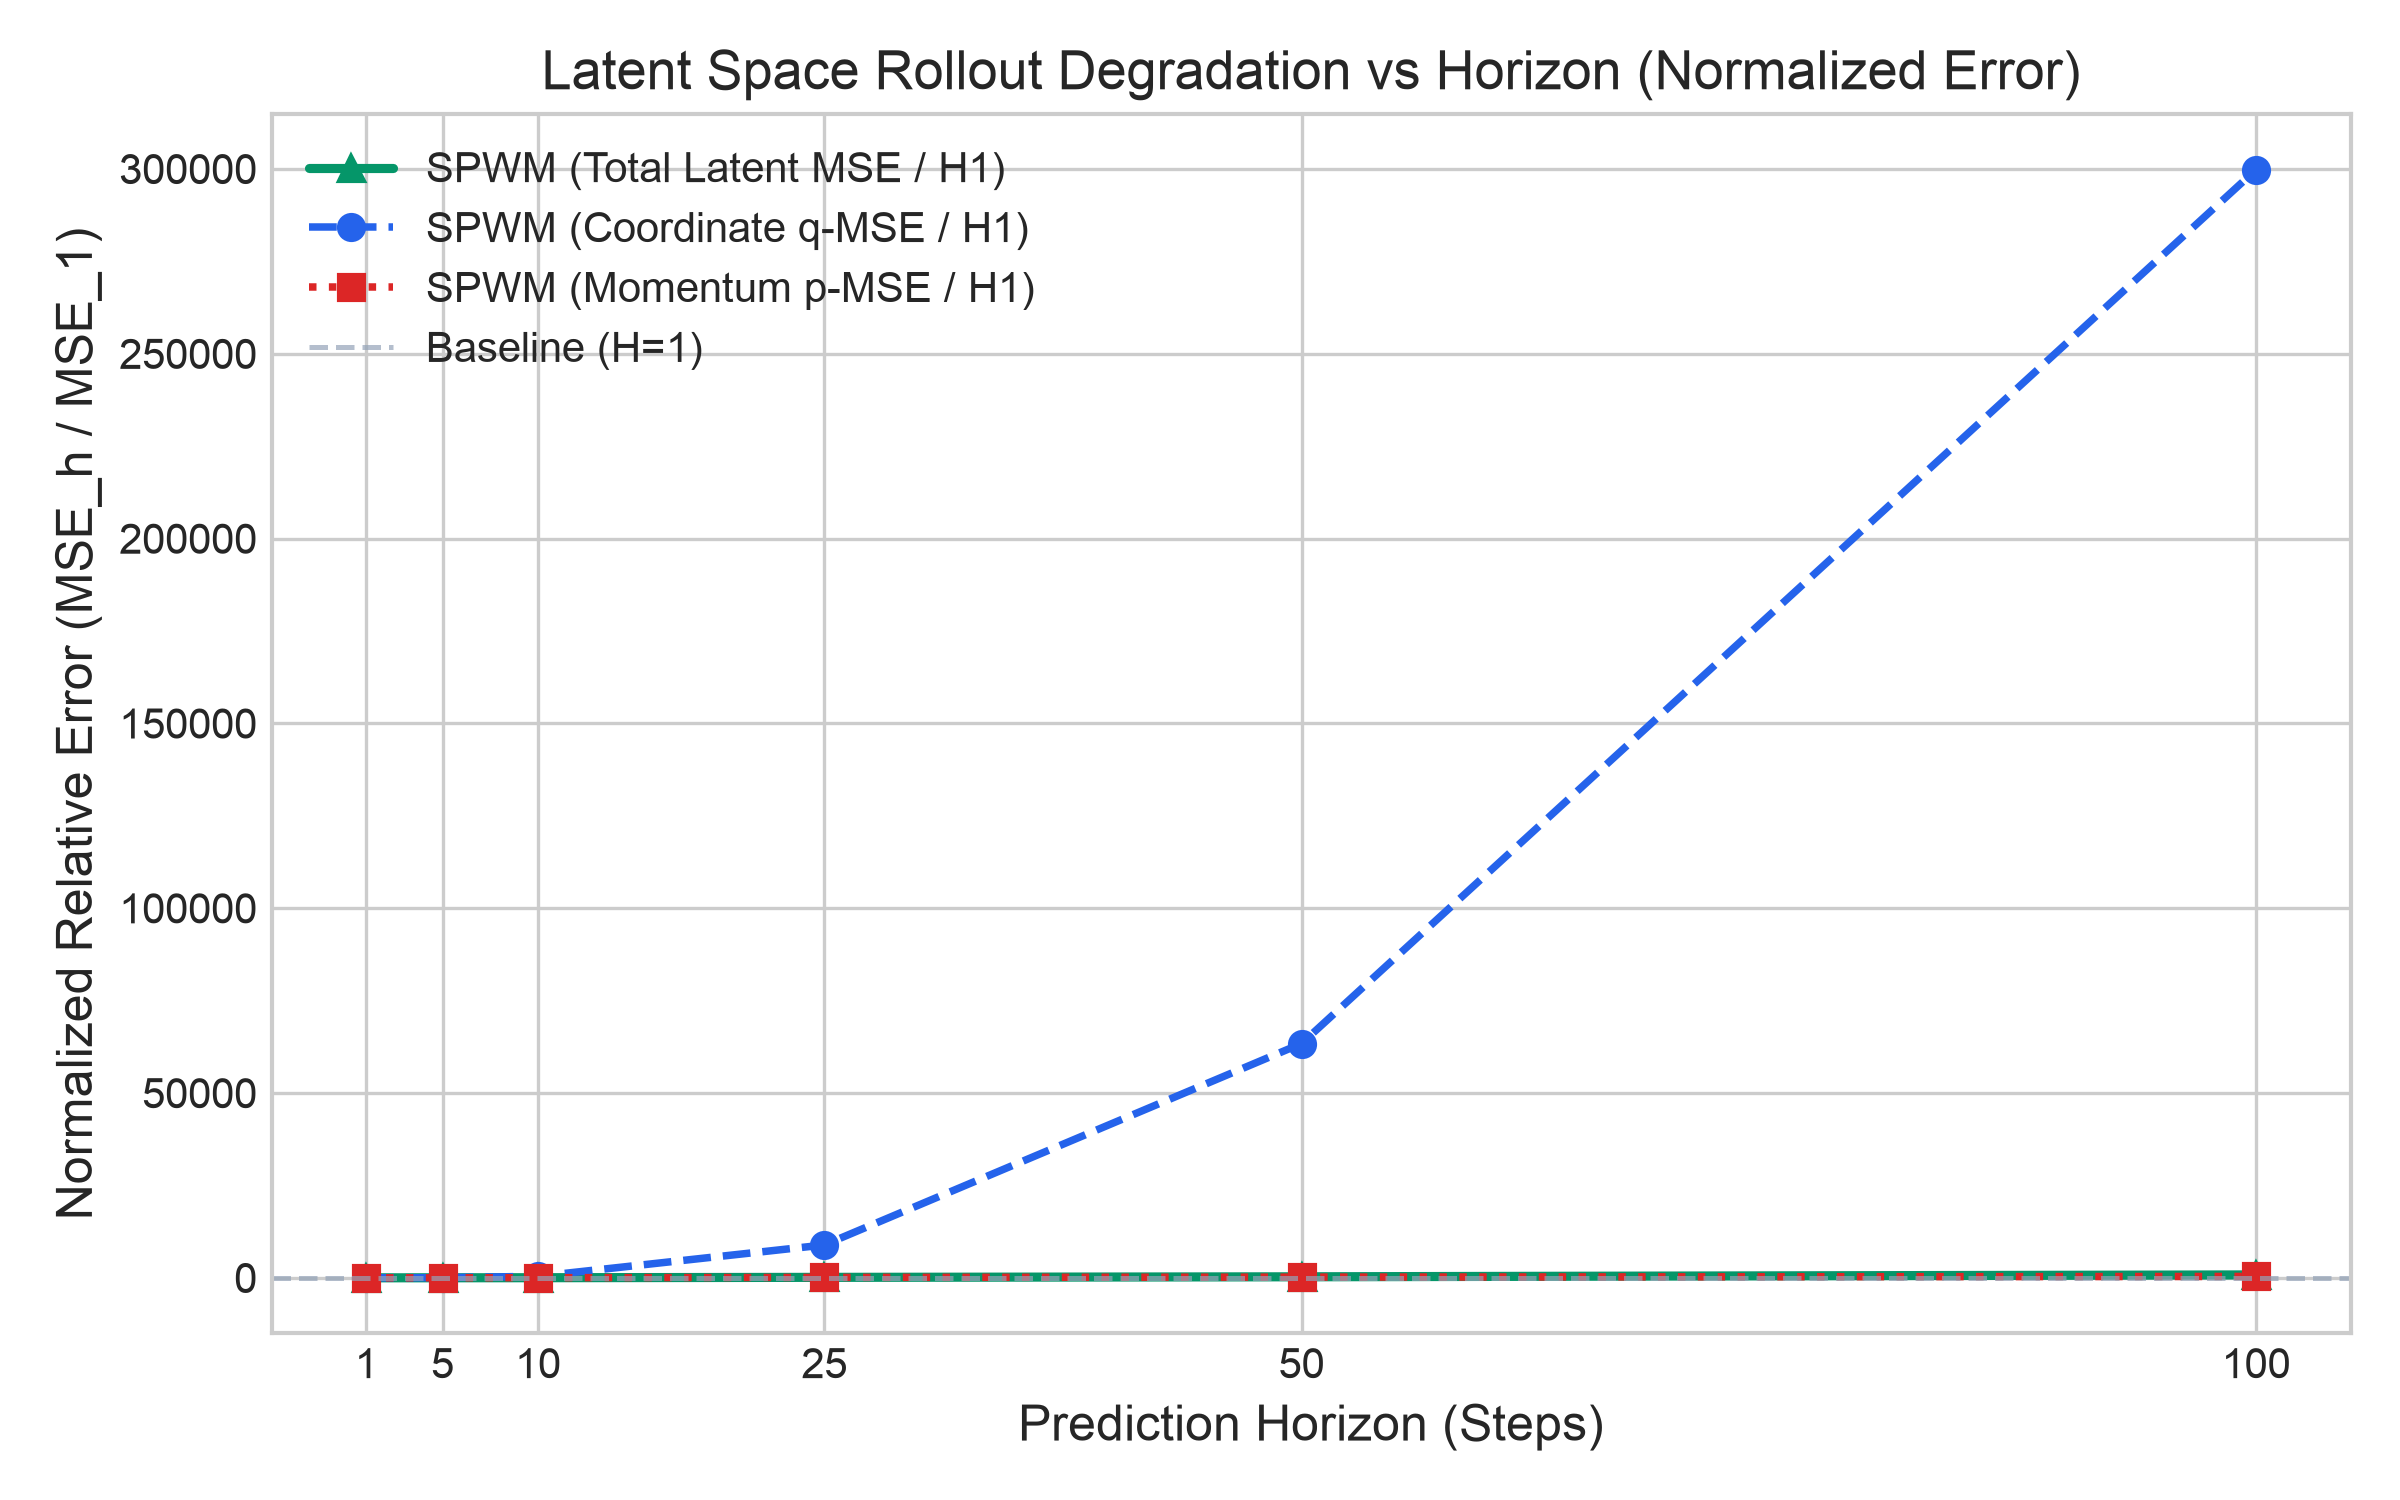 Latent Space Rollout Degradation vs Horizon (Normalized Error)
SPWM (Total Latent MSE / H1)
SPWM (Coordinate q-MSE / H1)
SPWM (Momentum p-MSE / H1)
Baseline (H=1)
Normalized Relative Error (MSE_h / MSE_1)
300000
250000
200000
150000
100000
50000
0
1 5 10 25 50 100
Prediction Horizon (Steps)